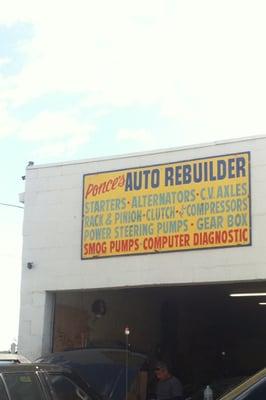 Ponce's AUTO REBUILDER
STARTERS - ALTERNATORS - C.V. AXLES
RACK & PINION - CLUTCH - & COMPRESSORS
POWER STEERING PUMPS - GEAR BOX
SMOG PUMPS - COMPUTER DIAGNOSTIC